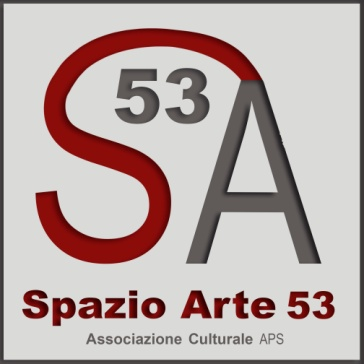 53
SA
Spazio Arte 53
Associazione Culturale APS